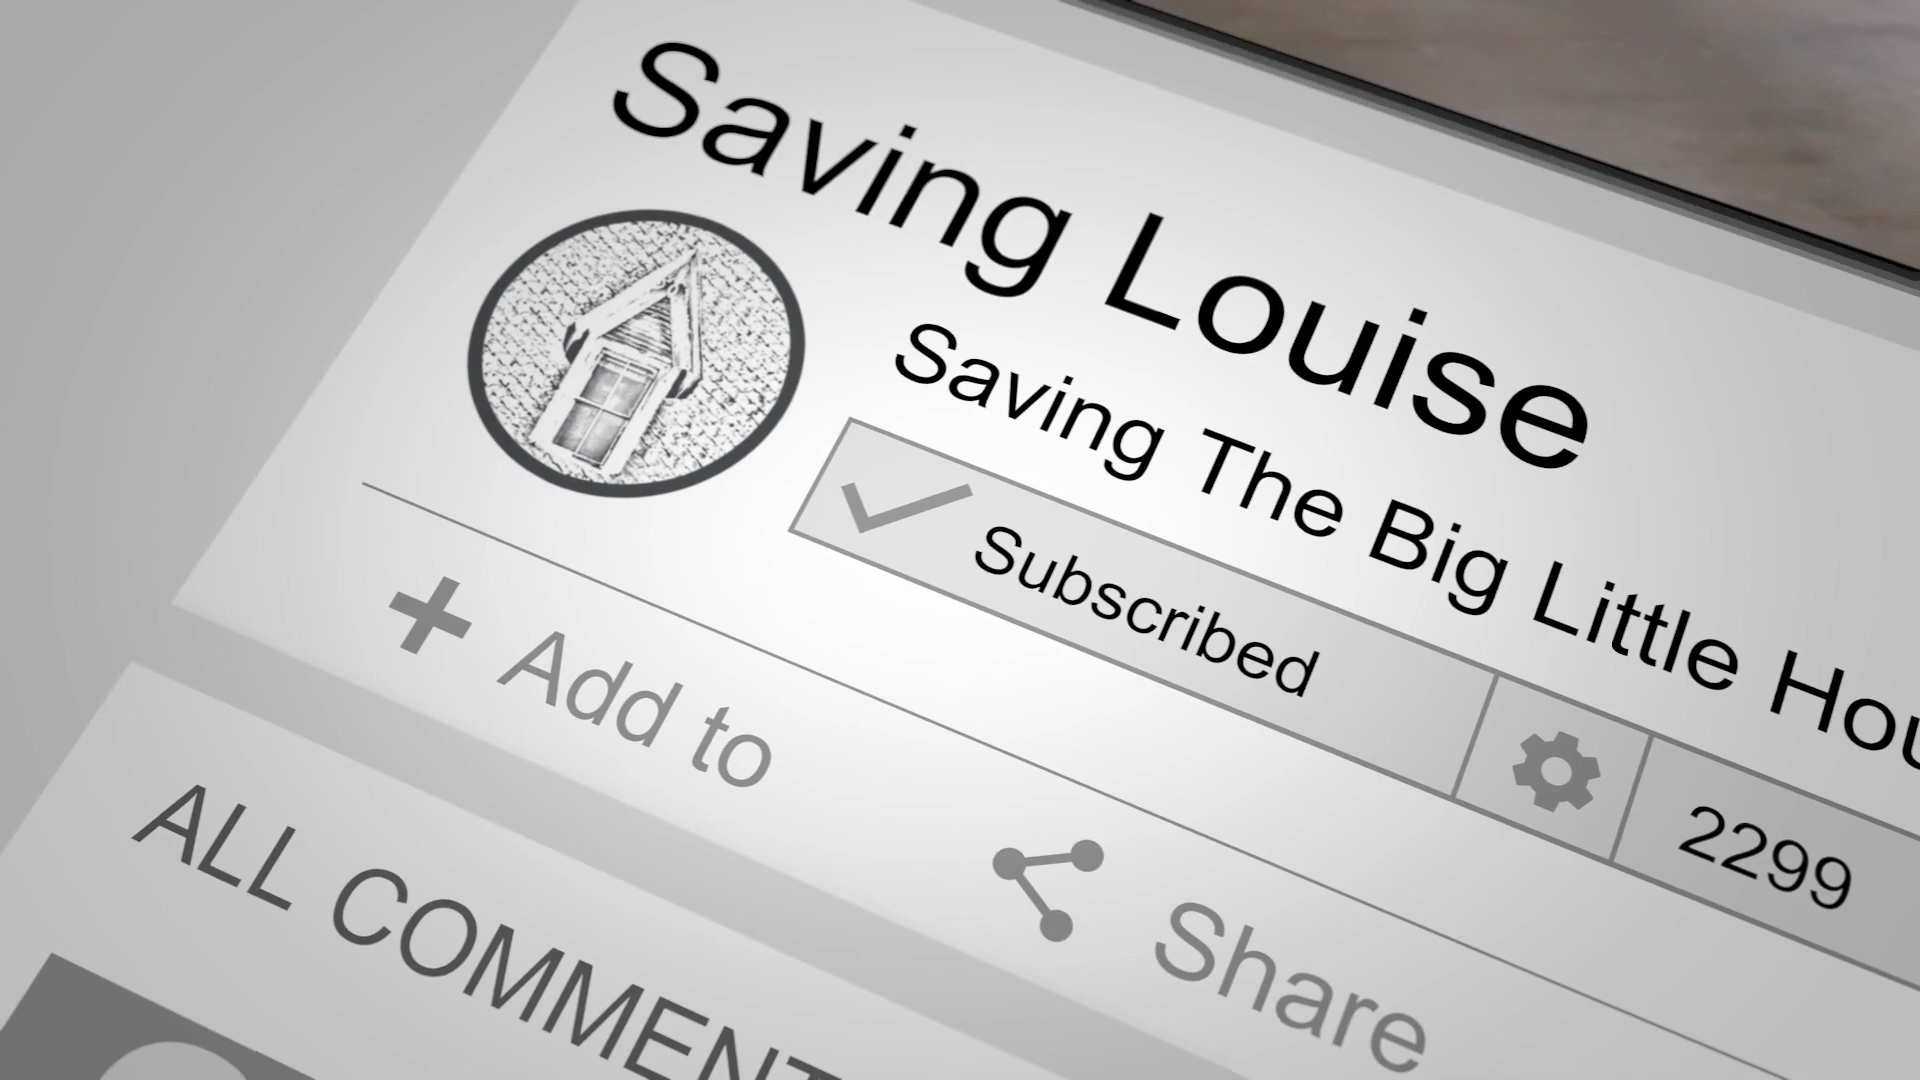 Saving Louise
Saving The Big Little Hou
Subscribed
2299
Add to
Share
ALL COMMENT